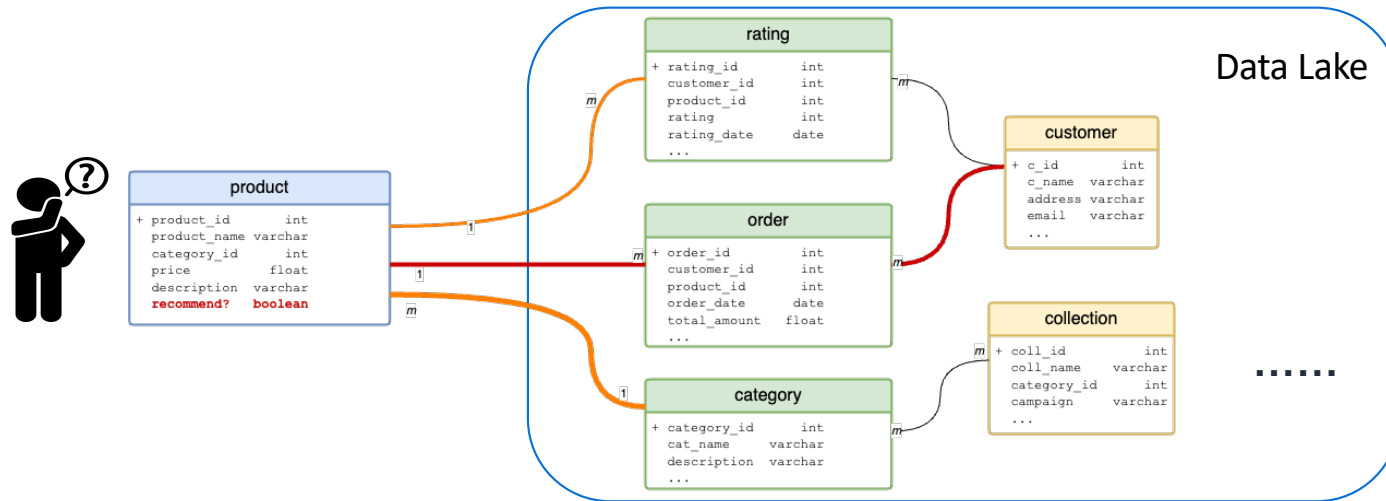 Data Lake
?
product
+ product_id int
product_name varchar
category_id int
price float
description varchar
recommend? boolean
1
m
1
m
m
1
rating
+ rating_id int
customer_id int
product_id int
rating int
rating_date date
...
m
order
+ order_id int
customer_id int
product_id int
order_date date
total_amount float
...
m
category
+ category_id int
cat_name varchar
description varchar
...
m
customer
+ c_id int
c_name varchar
address varchar
email varchar
...
collection
m
+ coll_id int
coll_name varchar
category_id int
campaign varchar
...
......